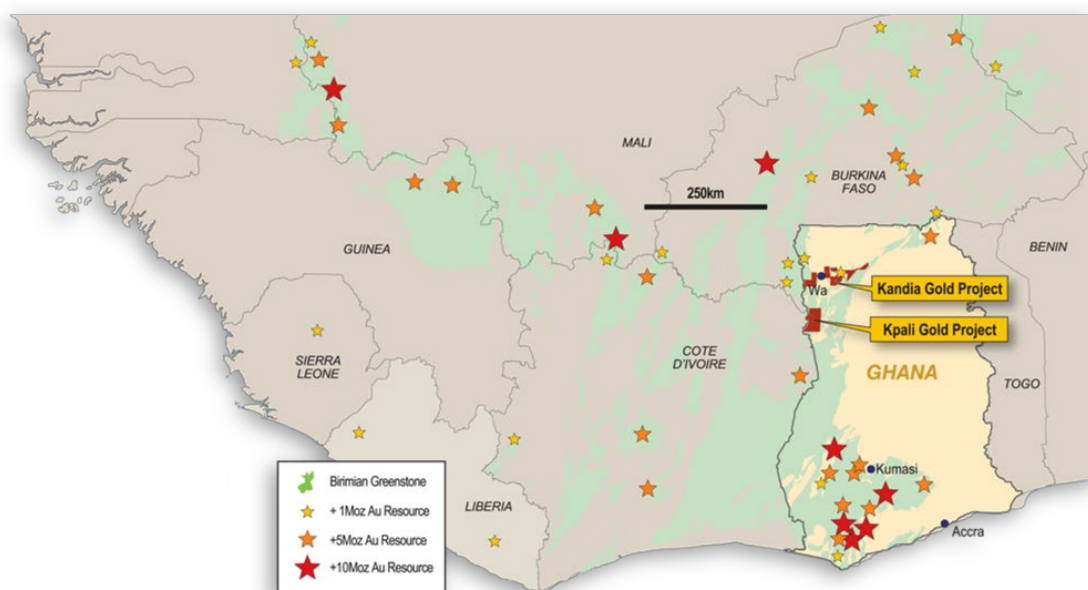 MALI
BURKINA
FASO
250km
GUINEA
BENIN
Wa
Kandia Gold Project
Kpali Gold Project
SIERRA
LEONE
COTE
D'IVOIRE
GHANA
TOGO
Kumasi
LIBERIA
Accra
Birimian Greenstone
+ 1Moz Au Resource
+5Moz Au Resource
+10Moz Au Resource